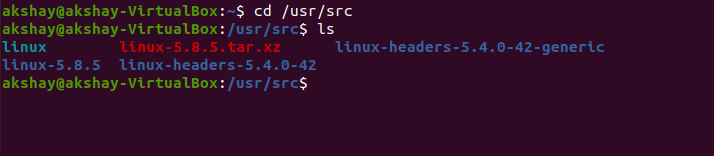 akshay@akshay-VirtualBox:~$ cd /usr/src
akshay@akshay-VirtualBox:/usr/src$ ls
linux linux-5.8.5.tar.xz linux-headers-5.4.0-42-generic
linux-5.8.5 linux-headers-5.4.0-42
akshay@akshay-VirtualBox:/usr/src$